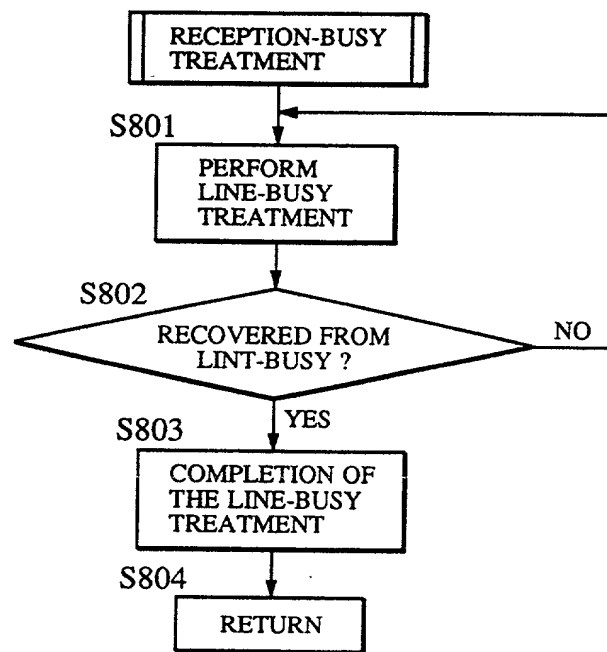 RECEPTION-BUSY
TREATMENT
S801
PERFORM
LINE-BUSY
TREATMENT
S802
RECOVERED FROM
LINT-BUSY ?
NO
YES
S803
COMPLETION OF
THE LINE-BUSY
TREATMENT
S804
RETURN